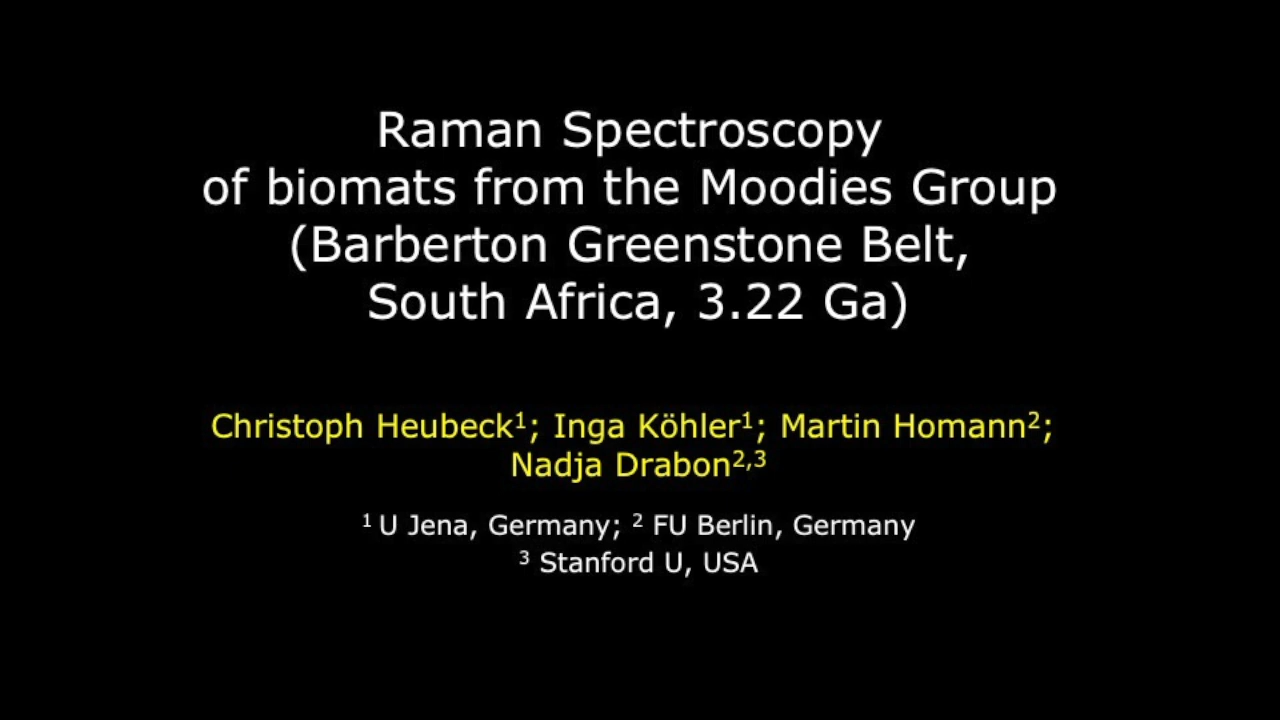 Raman Spectroscopy
of biomats from the Moodies Group
(Barberton Greenstone Belt,
South Africa, 3.22 Ga)
Christoph Heubeck¹; Inga Köhler¹; Martin Homann²;
Nadja Drabon²,³
¹ U Jena, Germany; ² FU Berlin, Germany
³ Stanford U, USA